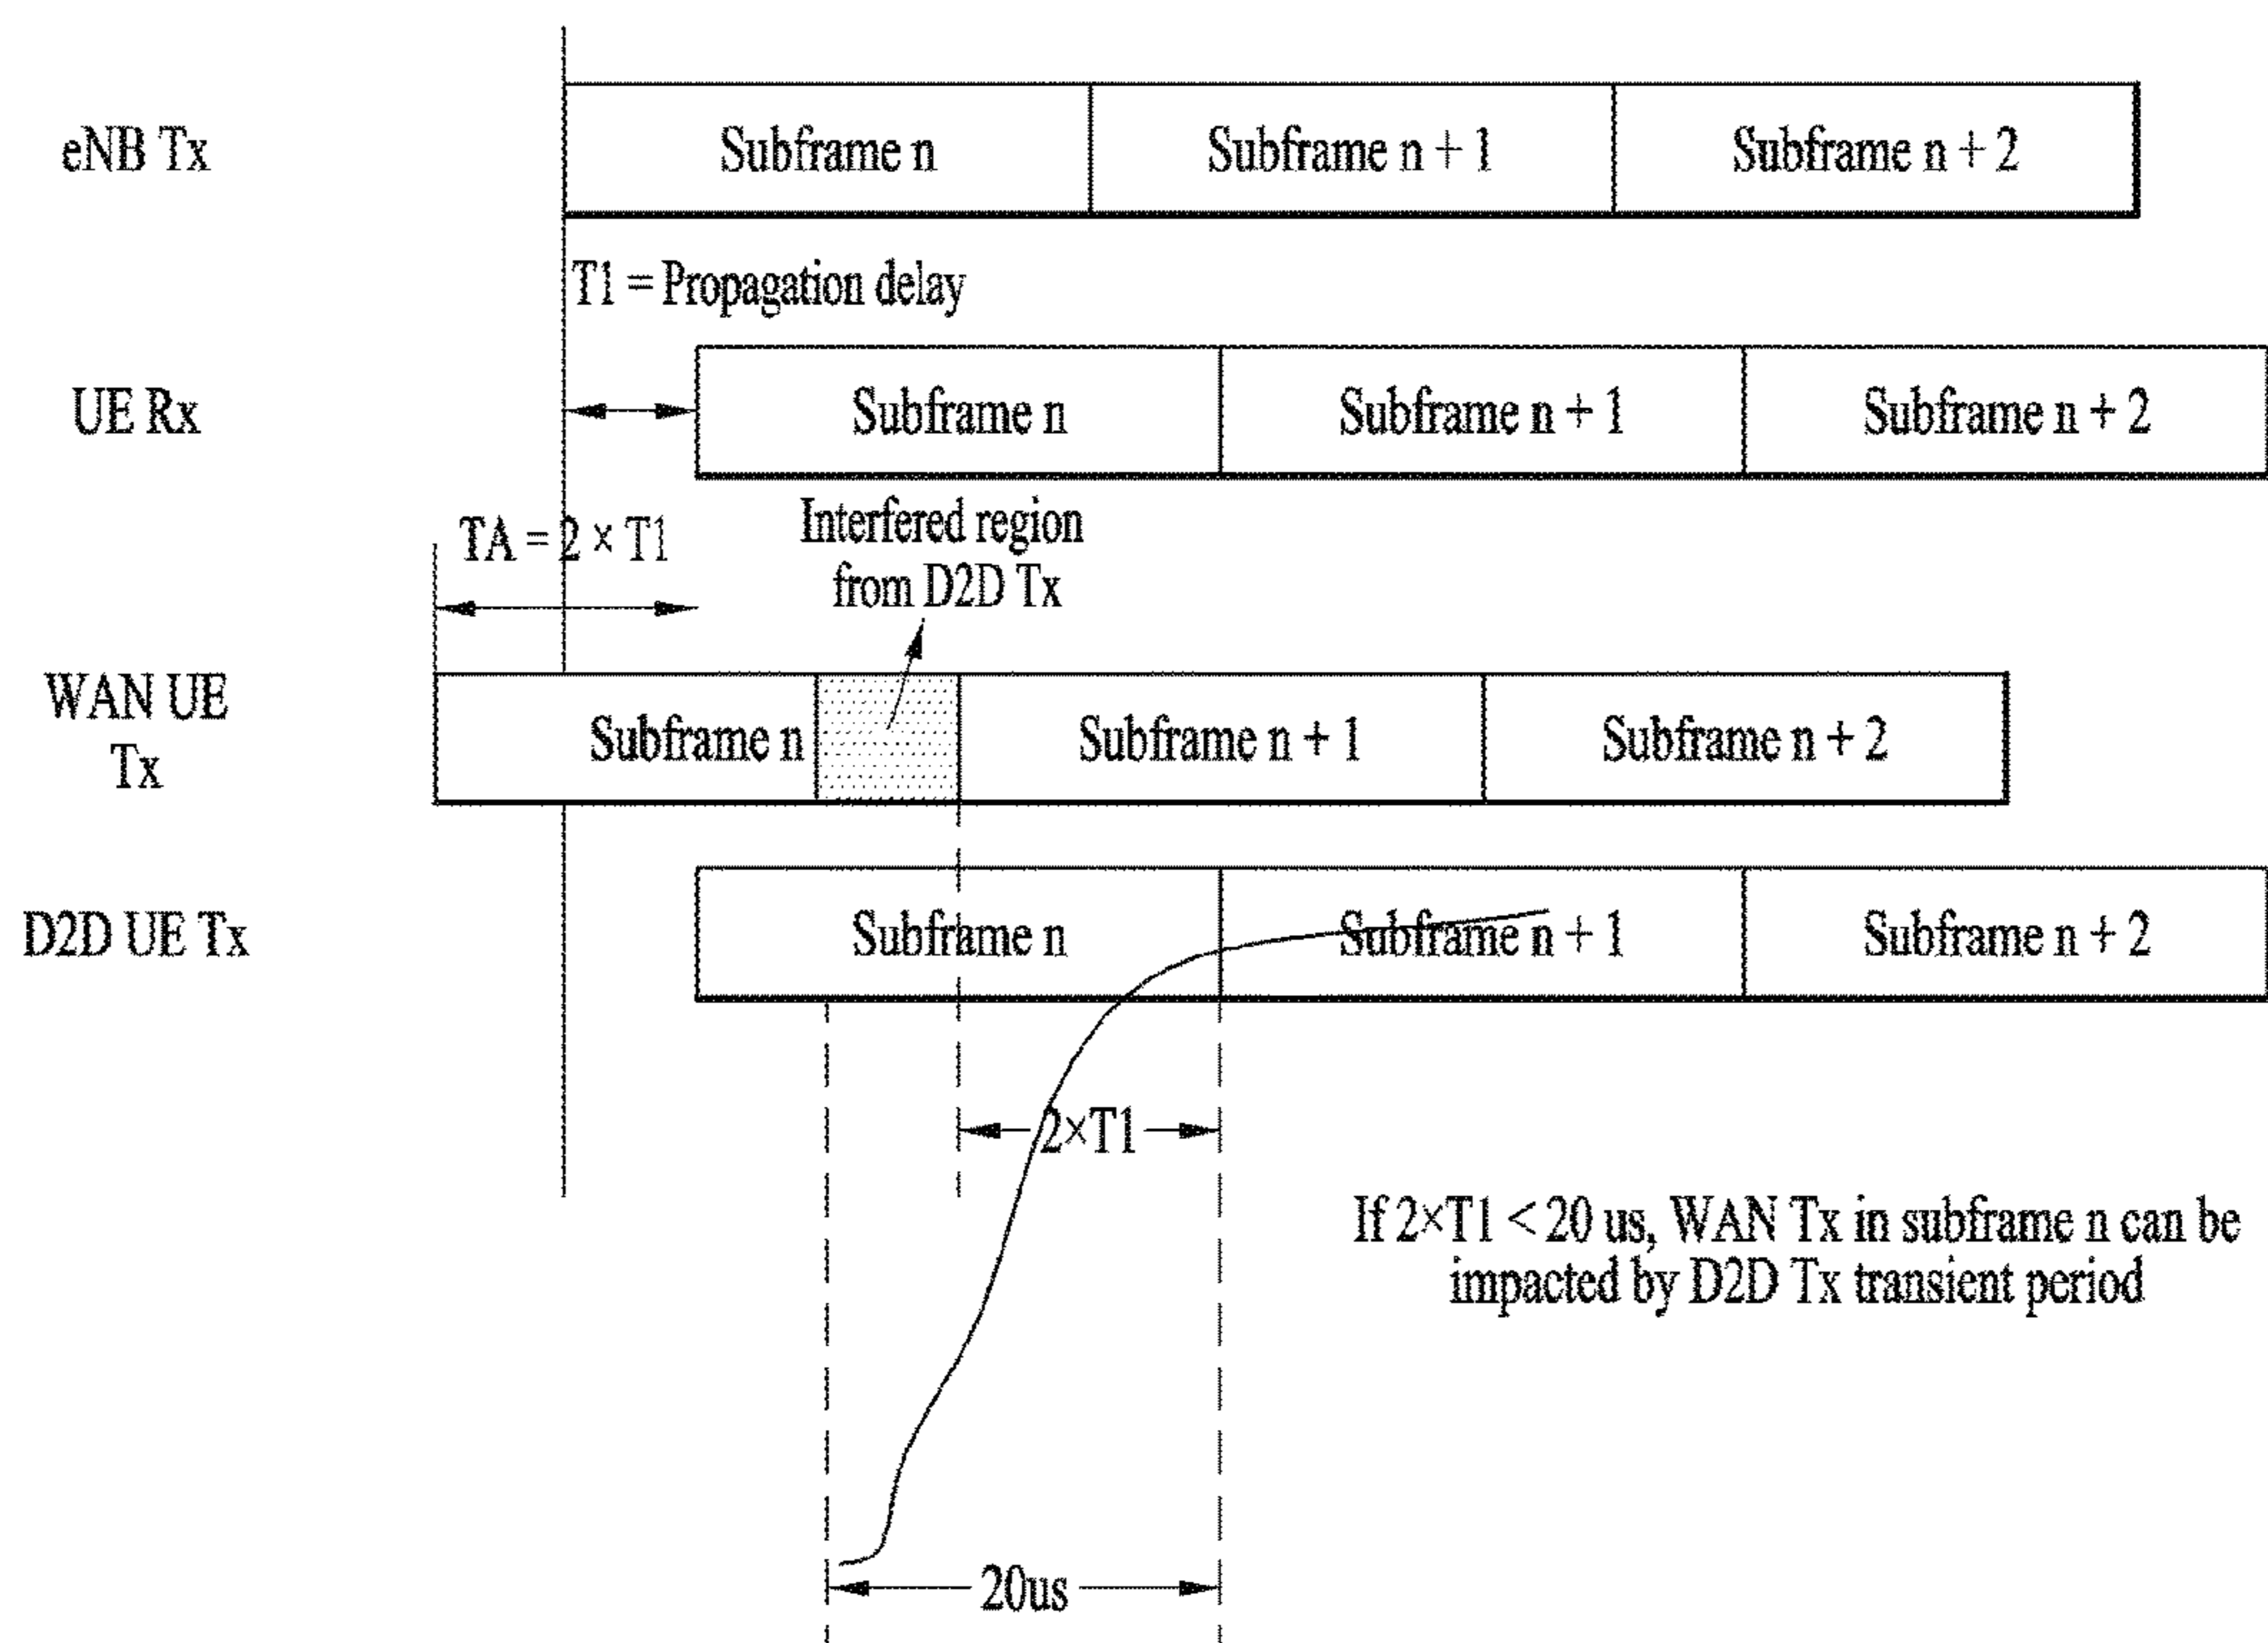 eNB Tx
Subframe n
Subframe n + 1
Subframe n + 2
T1 = Propagation delay
UE Rx
Subframe n
Subframe n + 1
Subframe n + 2
TA = 2 × T1
Interfered region
from D2D Tx
WAN UE
Tx
Subframe n
Subframe n + 1
Subframe n + 2
D2D UE Tx
Subframe n
Subframe n + 1
Subframe n + 2
2×T1
If 2×T1 < 20 us, WAN Tx in subframe n can be
impacted by D2D Tx transient period
20us